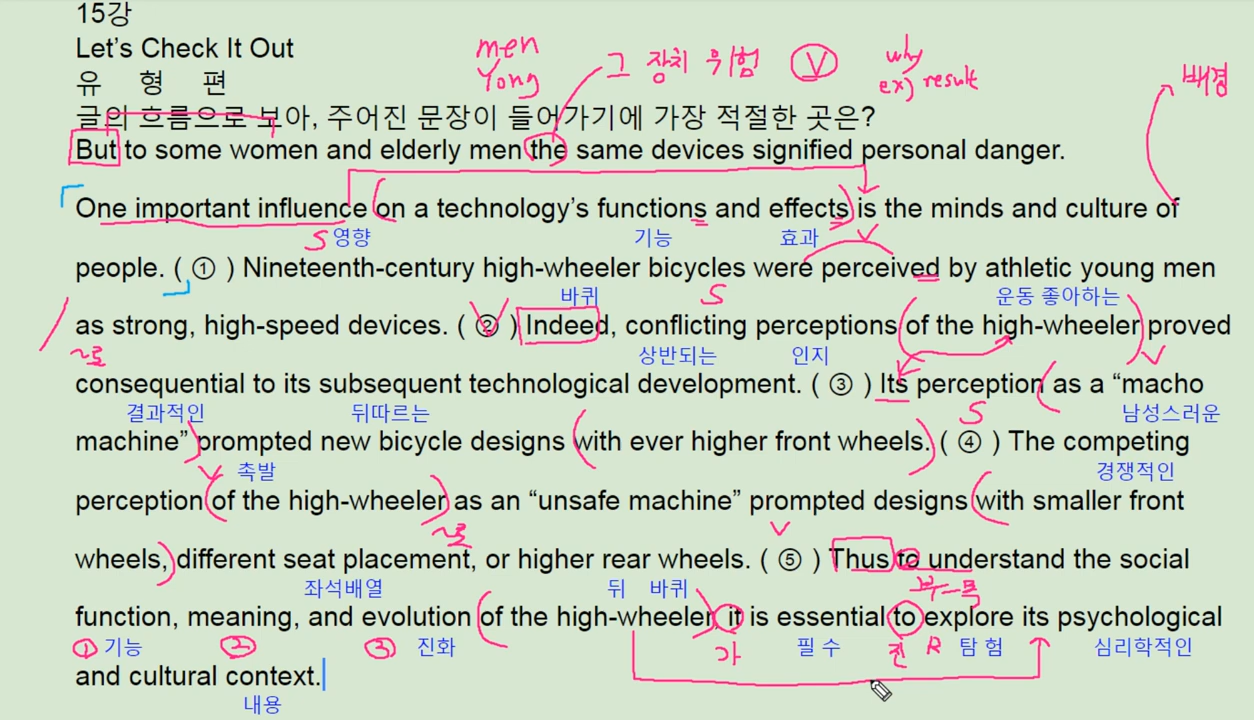 15강
Let's Check It Out
men
그 장치 위험 Ⓥ
why
배경
유 형 편
Yong
ex) result
글의 흐름으로 보아, 주어진 문장이 들어가기에 가장 적절한 곳은?
But to some women and elderly men the same devices signified personal danger.
One important influence on a technology's functions and effects is the minds and culture of
S 영향 기능 효과 V
people. ( ① ) Nineteenth-century high-wheeler bicycles were perceived by athletic young men
바퀴 S 운동 좋아하는
as strong, high-speed devices. ( ② ) Indeed, conflicting perceptions of the high-wheeler proved
~로 상반되는 인지 V
consequential to its subsequent technological development. ( ③ ) Its perception as a “macho
결과적인 뒤따르는 S 남성스러운
machine” prompted new bicycle designs with ever higher front wheels. ( ④ ) The competing
V 촉발 경쟁적인
perception of the high-wheeler as an “unsafe machine” prompted designs with smaller front
~로 V
wheels, different seat placement, or higher rear wheels. ( ⑤ ) Thus to understand the social
좌석배열 뒤 바퀴 부-목
function, meaning, and evolution of the high-wheeler, it is essential to explore its psychological
① 기능 ② ③ 진화 가 필 수 진 R 탐 험 심리학적인
and cultural context.
내용